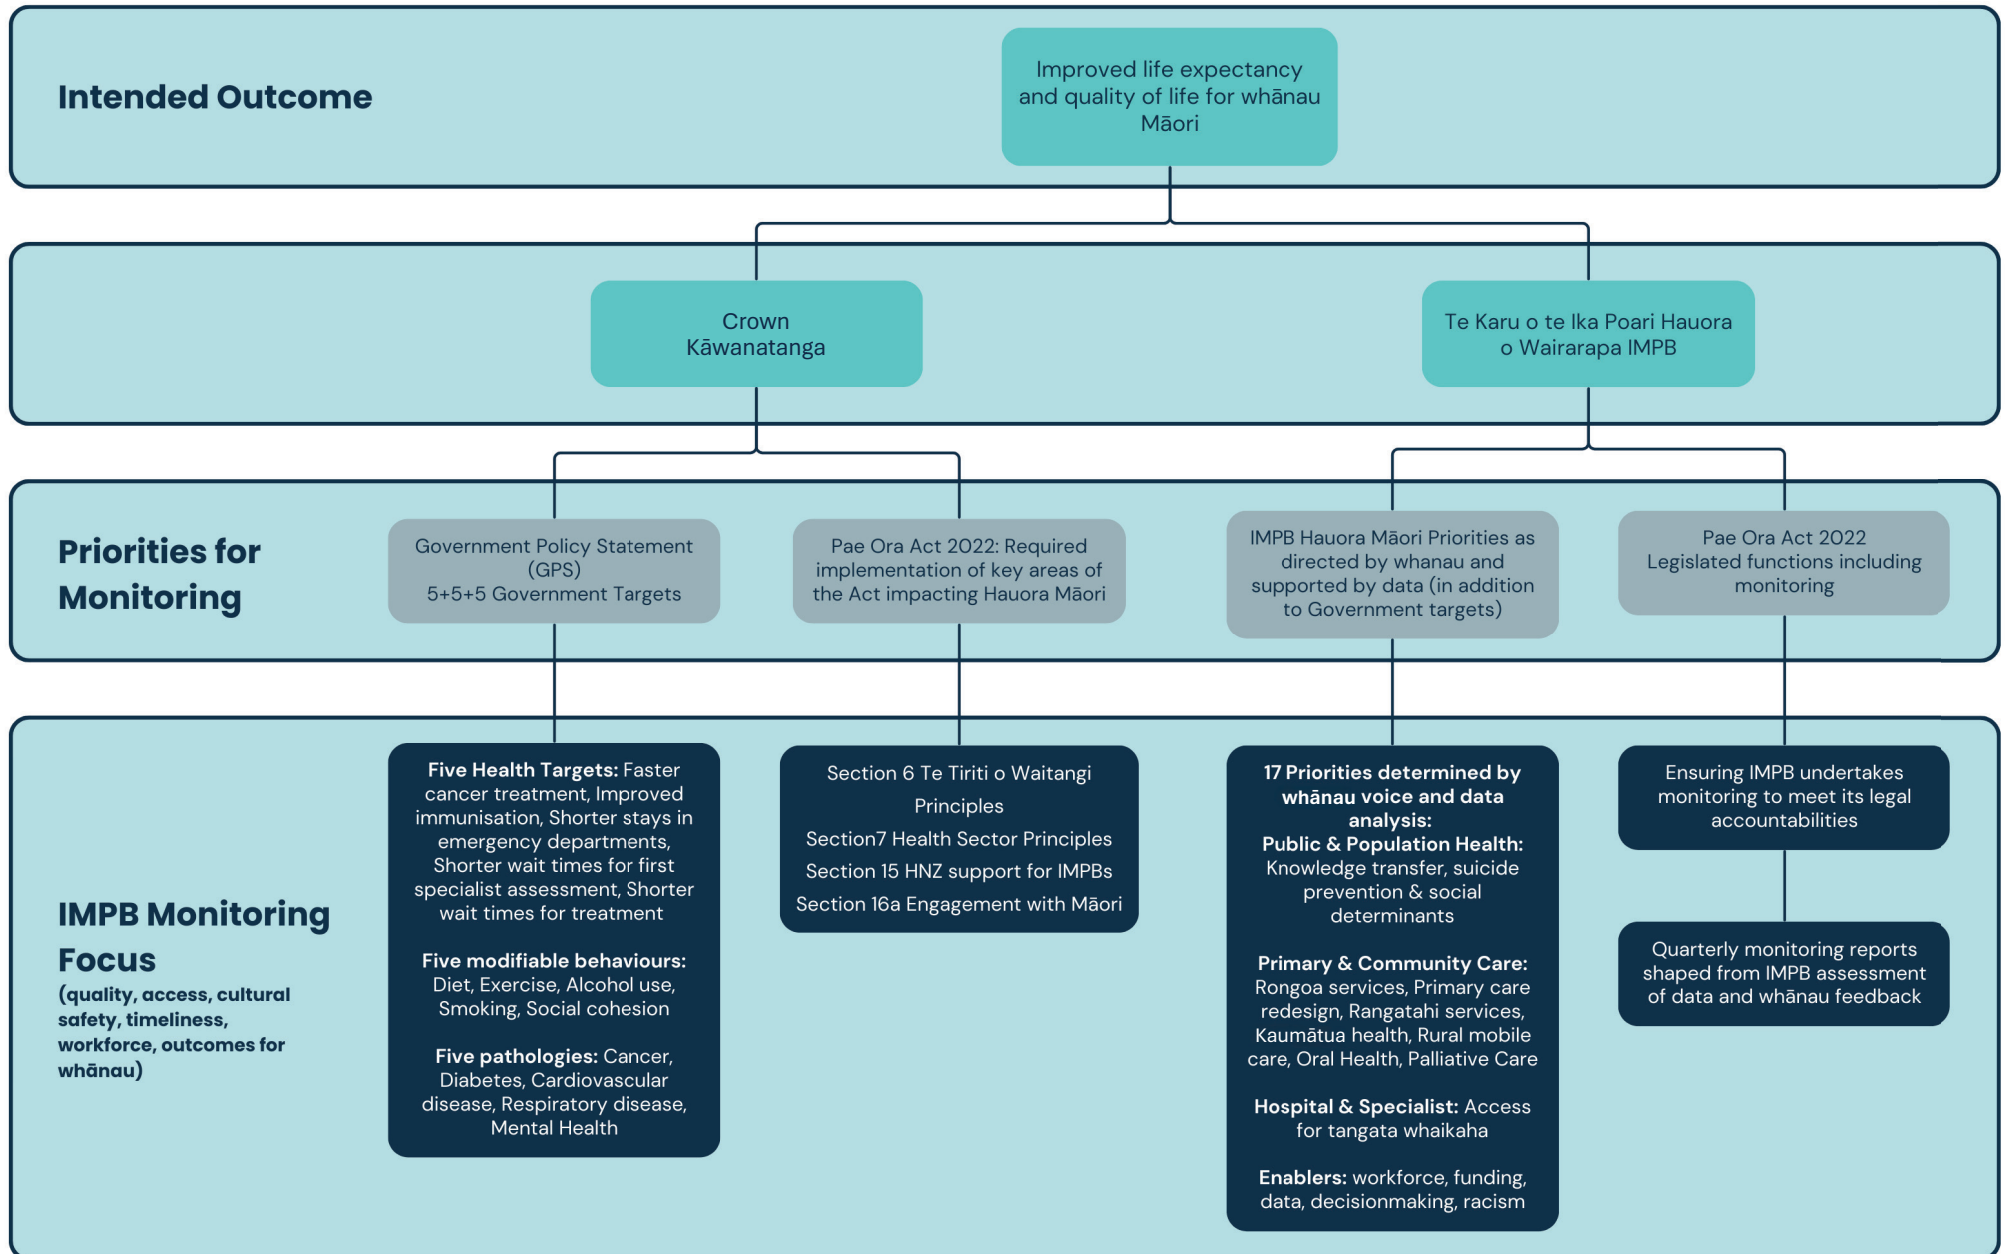 Intended Outcome
Improved life expectancy
and quality of life for whānau
Māori
Crown
Kāwanatanga
Te Karu o te Ika Poari Hauora
o Wairarapa IMPB
Priorities for
Monitoring
Government Policy Statement
(GPS)
5+5+5 Government Targets
Pae Ora Act 2022: Required
implementation of key areas of
the Act impacting Hauora Māori
IMPB Hauora Māori Priorities as
directed by whanau and
supported by data (in addition
to Government targets)
Pae Ora Act 2022
Legislated functions including
monitoring
IMPB Monitoring
Focus
(quality, access, cultural
safety, timeliness,
workforce, outcomes for
whānau)
Five Health Targets: Faster
cancer treatment, Improved
immunisation, Shorter stays in
emergency departments,
Shorter wait times for first
specialist assessment, Shorter
wait times for treatment
Five modifiable behaviours:
Diet, Exercise, Alcohol use,
Smoking, Social cohesion
Five pathologies: Cancer,
Diabetes, Cardiovascular
disease, Respiratory disease,
Mental Health
Section 6 Te Tiriti o Waitangi
Principles
Section7 Health Sector Principles
Section 15 HNZ support for IMPBs
Section 16a Engagement with Māori
17 Priorities determined by
whānau voice and data
analysis:
Public & Population Health:
Knowledge transfer, suicide
prevention & social
determinants
Primary & Community Care:
Rongoa services, Primary care
redesign, Rangatahi services,
Kaumātua health, Rural mobile
care, Oral Health, Palliative Care
Hospital & Specialist: Access
for tangata whaikaha
Enablers: workforce, funding,
data, decisionmaking, racism
Ensuring IMPB undertakes
monitoring to meet its legal
accountabilities
Quarterly monitoring reports
shaped from IMPB assessment
of data and whānau feedback